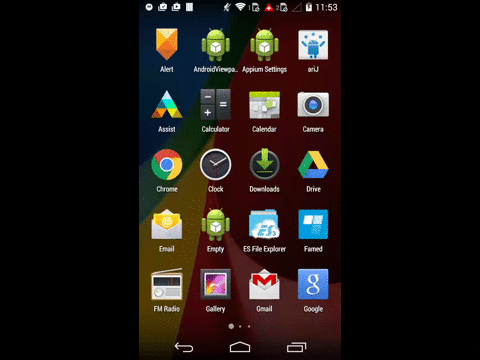 11:53
Alert AndroidViewpa.. Appium Settings ariJ
Assist Calculator Calendar Camera
Chrome Clock Downloads Drive
Email Empty ES File Explorer Famed
FM Radio Gallery Gmail Google